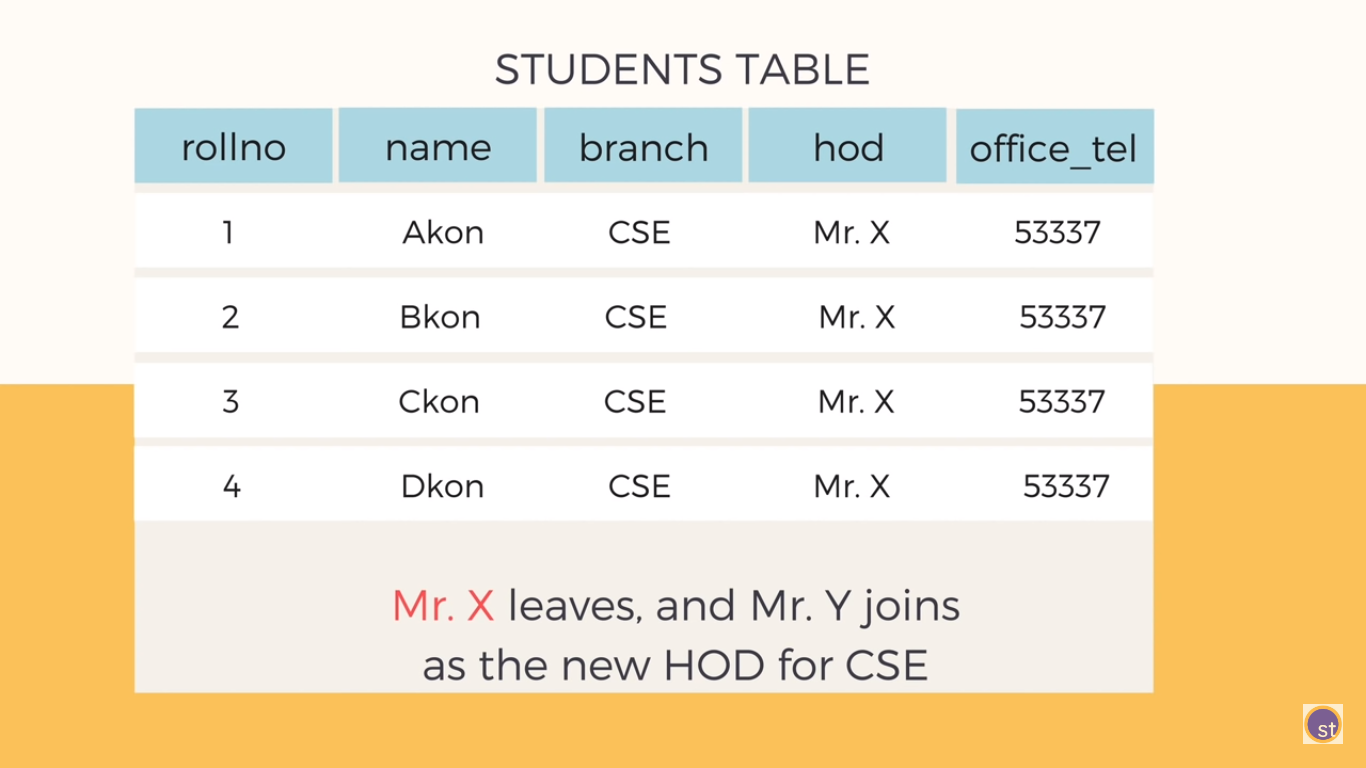 STUDENTS TABLE
rollno name branch hod office_tel
1 Akon CSE Mr. X 53337
2 Bkon CSE Mr. X 53337
3 Ckon CSE Mr. X 53337
4 Dkon CSE Mr. X 53337
Mr. X leaves, and Mr. Y joins
as the new HOD for CSE
st